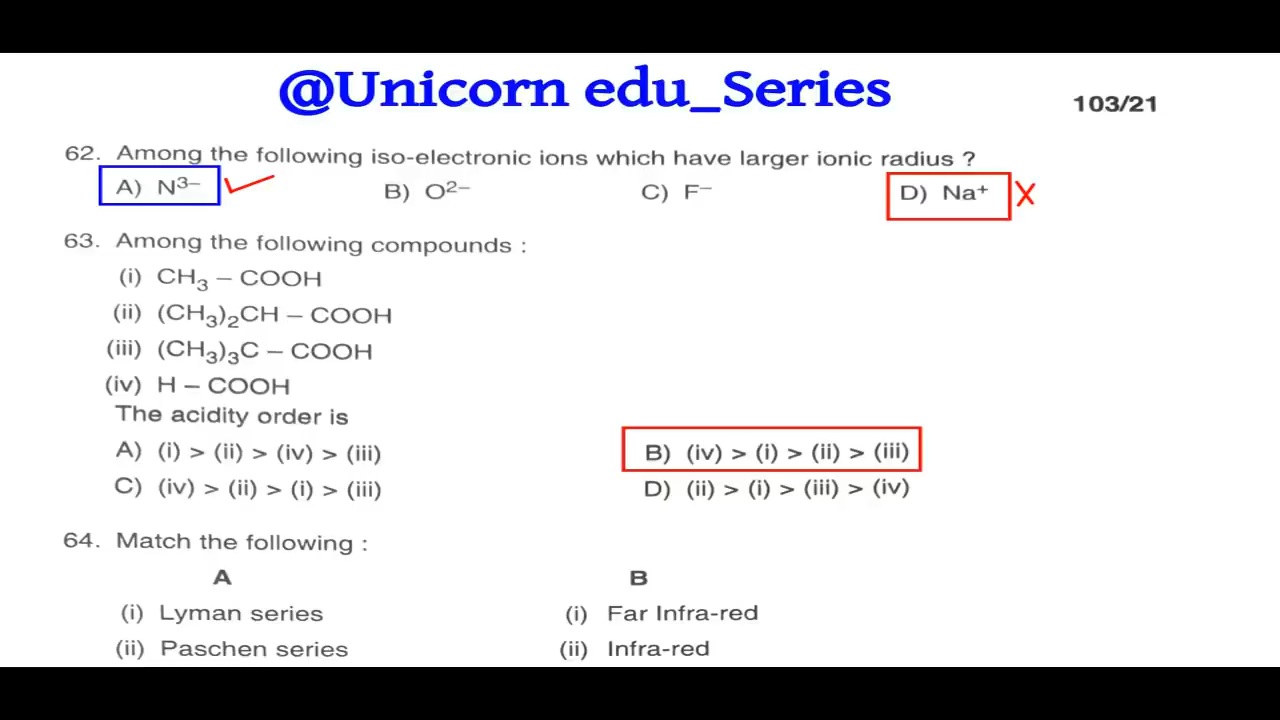 @Unicorn edu_Series
103/21
62. Among the following iso-electronic ions which have larger ionic radius ?
A) N³⁻ B) O²⁻ C) F⁻ D) Na⁺ X
63. Among the following compounds :
(i) CH₃ – COOH
(ii) (CH₃)₂CH – COOH
(iii) (CH₃)₃C – COOH
(iv) H – COOH
The acidity order is
A) (i) > (ii) > (iv) > (iii) B) (iv) > (i) > (ii) > (iii)
C) (iv) > (ii) > (i) > (iii) D) (ii) > (i) > (iii) > (iv)
64. Match the following :
A B
(i) Lyman series (i) Far Infra-red
(ii) Paschen series (ii) Infra-red